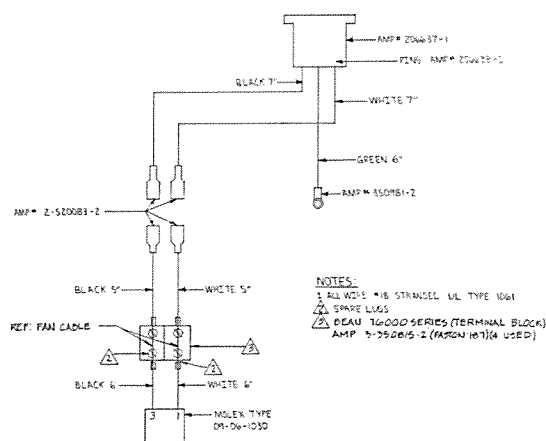 AMP# 206637-1
PINS AMP#
BLACK 7"
WHITE 7"
GREEN 6"
AMP# 350981-2
AMP# 2-520083-2
BLACK 5"
WHITE 5"
NOTES:
1 ALL WIRE #18 STRANDED UL TYPE 1061
2 SPARE LUGS
3 BEAU 76000 SERIES (TERMINAL BLOCK)
AMP 3-350815-2 (FASTON 187)(4 USED)
REF: FAN CABLE
3
2
2
BLACK 6
WHITE 6"
3 1
MOLEX TYPE
09-06-1030